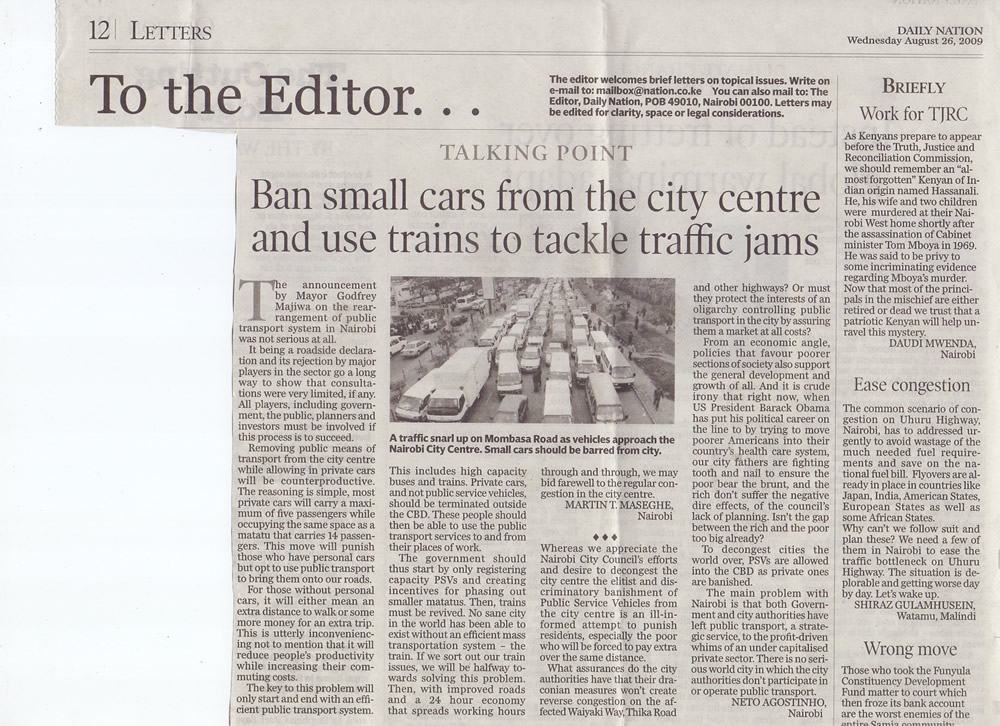 12 | LETTERS
DAILY NATION
Wednesday August 26, 2009
To the Editor. . .
The editor welcomes brief letters on topical issues. Write on
e-mail to: mailbox@nation.co.ke You can also mail to: The
Editor, Daily Nation, POB 49010, Nairobi 00100. Letters may
be edited for clarity, space or legal considerations.
TALKING POINT
Ban small cars from the city centre
and use trains to tackle traffic jams
The announcement
by Mayor Godfrey
Majiwa on the rear-
rangement of public
transport system in Nairobi
was not serious at all.
It being a roadside declara-
tion and its rejection by major
players in the sector go a long
way to show that consulta-
tions were very limited, if any.
All players, including govern-
ment, the public, planners and
investors must be involved if
this process is to succeed.
Removing public means of
transport from the city centre
while allowing in private cars
will be counterproductive.
The reasoning is simple, most
private cars will carry a maxi-
mum of five passengers while
occupying the same space as a
matatu that carries 14 passen-
gers. This move will punish
those who have personal cars
but opt to use public transport
to bring them onto our roads.
For those without personal
cars, it will either mean an
extra distance to walk or some
more money for an extra trip.
This is utterly inconvenienc-
ing not to mention that it will
reduce people's productivity
while increasing their com-
muting costs.
The key to this problem will
only start and end with an effi-
cient public transport system.
A traffic snarl up on Mombasa Road as vehicles approach the
Nairobi City Centre. Small cars should be barred from city.
This includes high capacity
buses and trains. Private cars,
and not public service vehicles,
should be terminated outside
the CBD. These people should
then be able to use the public
transport services to and from
their places of work.
The government should
thus start by only registering
capacity PSVs and creating
incentives for phasing out
smaller matatus. Then, trains
must be revived. No sane city
in the world has been able to
exist without an efficient mass
transportation system – the
train. If we sort out our train
issues, we will be halfway to-
wards solving this problem.
Then, with improved roads
and a 24 hour economy
that spreads working hours
through and through, we may
bid farewell to the regular con-
gestion in the city centre.
MARTIN T. MASEGHE,
Nairobi
♦♦♦
Whereas we appreciate the
Nairobi City Council's efforts
and desire to decongest the
city centre the elitist and dis-
criminatory banishment of
Public Service Vehicles from
the city centre is an ill-in-
formed attempt to punish
residents, especially the poor
who will be forced to pay extra
over the same distance.
What assurances do the city
authorities have that their dra-
conian measures won't create
reverse congestion on the af-
fected Waiyaki Way, Thika Road
and other highways? Or must
they protect the interests of an
oligarchy controlling public
transport in the city by assuring
them a market at all costs?
From an economic angle,
policies that favour poorer
sections of society also support
the general development and
growth of all. And it is crude
irony that right now, when
US President Barack Obama
has put his political career on
the line to by trying to move
poorer Americans into their
country's health care system,
our city fathers are fighting
tooth and nail to ensure the
poor bear the brunt, and the
rich don't suffer the negative
dire effects, of the council's
lack of planning. Isn't the gap
between the rich and the poor
too big already?
To decongest cities the
world over, PSVs are allowed
into the CBD as private ones
are banished.
The main problem with
Nairobi is that both Govern-
ment and city authorities have
left public transport, a strate-
gic service, to the profit-driven
whims of an under capitalised
private sector. There is no seri-
ous world city in which the city
authorities don't participate in
or operate public transport.
NETO AGOSTINHO,
Nairobi
BRIEFLY
Work for TJRC
As Kenyans prepare to appear
before the Truth, Justice and
Reconciliation Commission,
we should remember an "al-
most forgotten" Kenyan of In-
dian origin named Hassanali.
He, his wife and two children
were murdered at their Nai-
robi West home shortly after
the assassination of Cabinet
minister Tom Mboya in 1969.
He was said to be privy to
some incriminating evidence
regarding Mboya's murder.
Now that most of the princi-
pals in the mischief are either
retired or dead we trust that a
patriotic Kenyan will help un-
ravel this mystery.
DAUDI MWENDA,
Nairobi
Ease congestion
The common scenario of con-
gestion on Uhuru Highway,
Nairobi, has to addressed ur-
gently to avoid wastage of the
much needed fuel require-
ments and save on the na-
tional fuel bill. Flyovers are al-
ready in place in countries like
Japan, India, American States,
European States as well as
some African States.
Why can't we follow suit and
plan these? We need a few of
them in Nairobi to ease the
traffic bottleneck on Uhuru
Highway. The situation is de-
plorable and getting worse day
by day. Let's wake up.
SHIRAZ GULAMHUSEIN,
Watamu, Malindi
Wrong move
Those who took the Funyula
Constituency Development
Fund matter to court which
then froze its bank account
are the worst enemies of the
entire Samia community